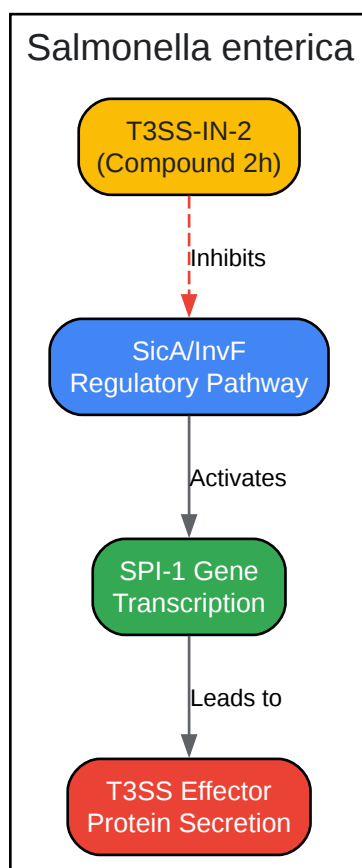 Salmonella enterica
T3SS-IN-2
(Compound 2h)
Inhibits
SicA/InvF
Regulatory Pathway
Activates
SPI-1 Gene
Transcription
Leads to
T3SS Effector
Protein Secretion